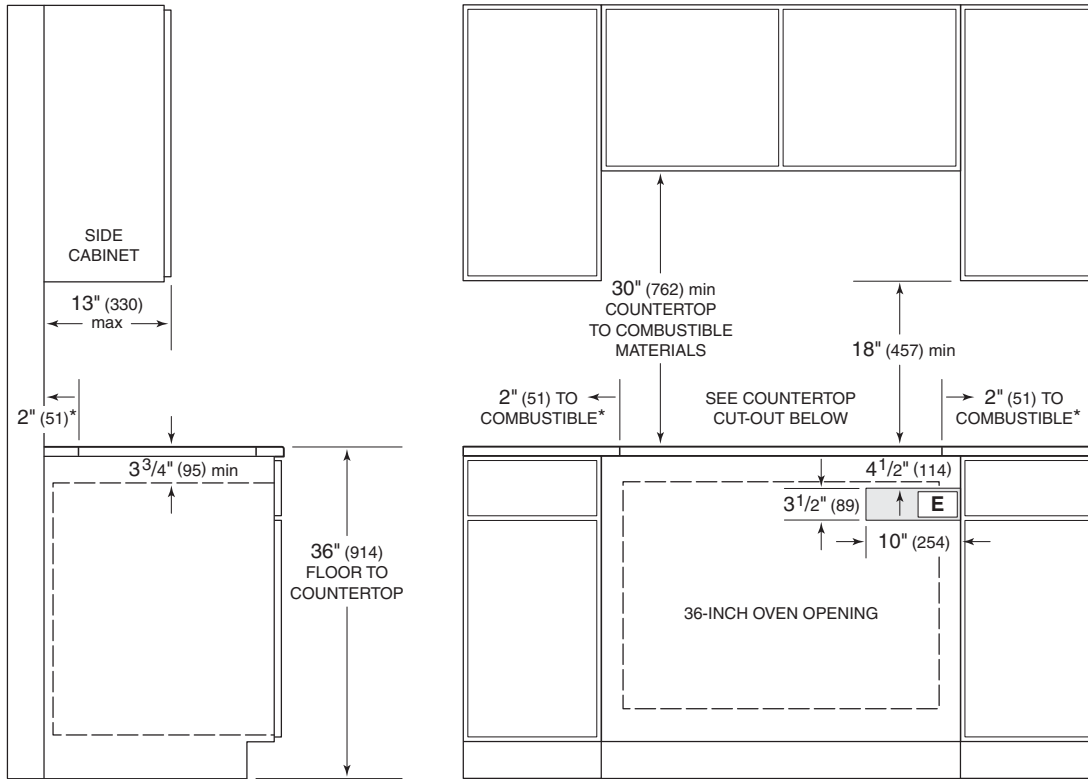 SIDE
CABINET
13" (330)
max
2" (51)*
3 3/4" (95) min
36" (914)
FLOOR TO
COUNTERTOP
30" (762) min
COUNTERTOP
TO COMBUSTIBLE
MATERIALS
18" (457) min
2" (51) TO
COMBUSTIBLE*
SEE COUNTERTOP
CUT-OUT BELOW
2" (51) TO
COMBUSTIBLE*
4 1/2" (114)
3 1/2" (89)
E
10" (254)
36-INCH OVEN OPENING